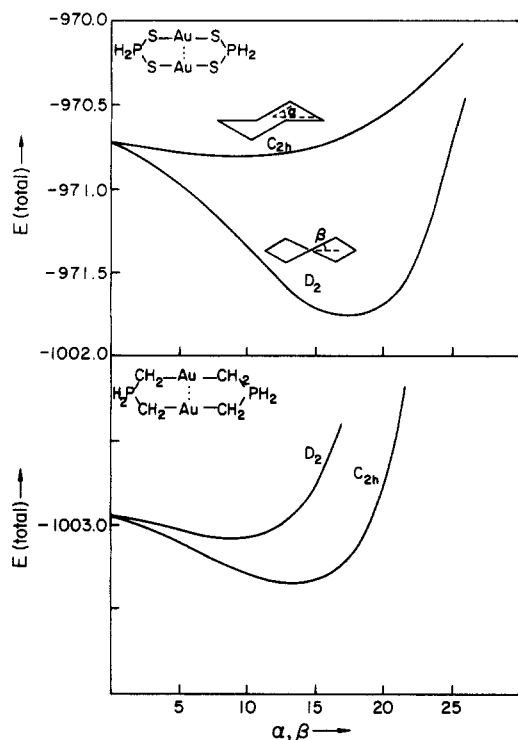 -970.0
S—Au—S
H₂P PH₂
S—Au—S
-970.5
α
C₂ₕ
E (total) →
-971.0
β
D₂
-971.5
-1002.0
CH₂—Au—CH₂
H₂P PH₂
CH₂—Au—CH₂
D₂
C₂ₕ
E (total) →
-1003.0
5 10 15 20 25
α, β →